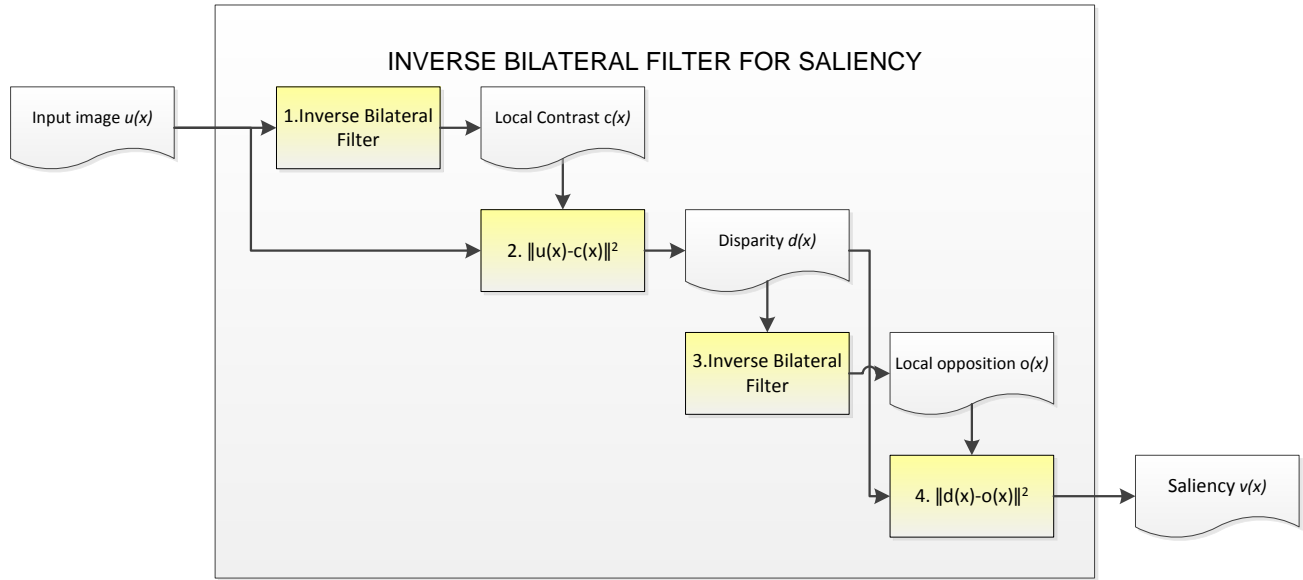 INVERSE BILATERAL FILTER FOR SALIENCY
Input image u(x)
1.Inverse Bilateral
Filter
Local Contrast c(x)
2. ‖u(x)-c(x)‖²
Disparity d(x)
3.Inverse Bilateral
Filter
Local opposition o(x)
4. ‖d(x)-o(x)‖²
Saliency v(x)